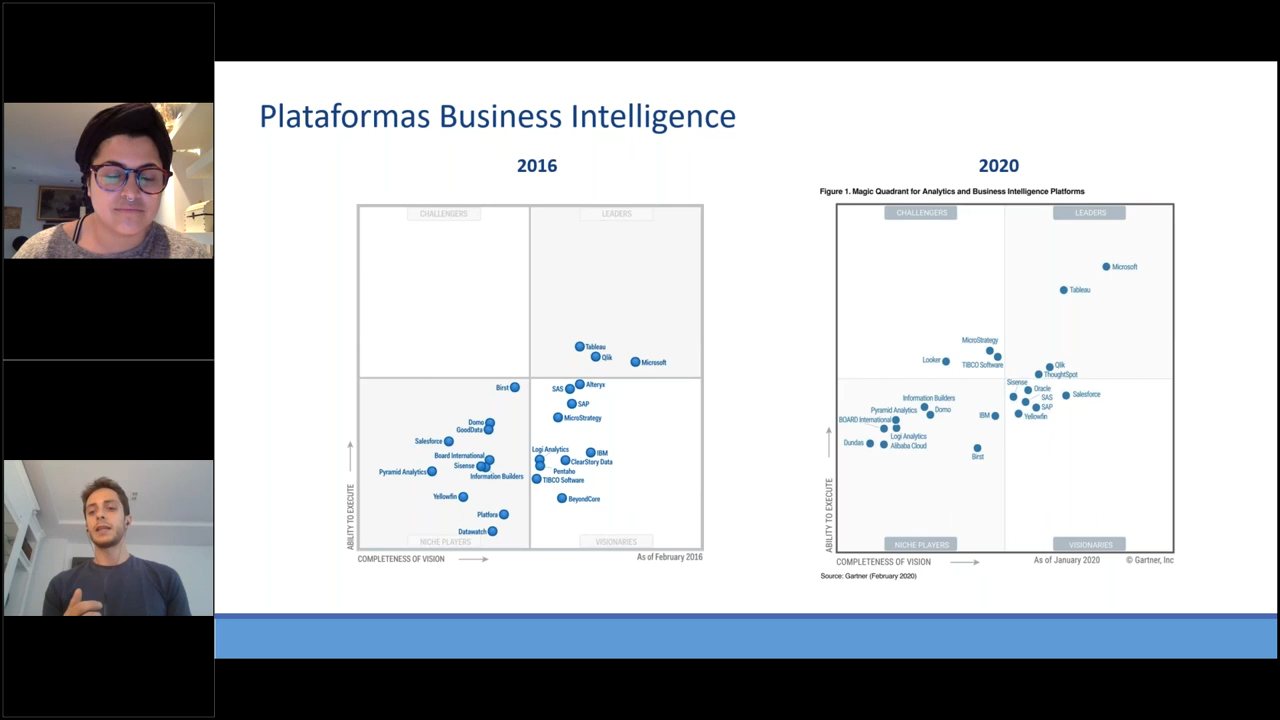 Plataformas Business Intelligence
2016
CHALLENGERS
LEADERS
Tableau
Qlik
Microsoft
Birst
SAS
Alteryx
SAP
MicroStrategy
Domo
GoodData
Salesforce
Board International
Sisense
Pyramid Analytics
Information Builders
Logi Analytics
IBM
ClearStory Data
Pentaho
TIBCO Software
Yellowfin
BeyondCore
Platfora
Datawatch
NICHE PLAYERS
VISIONARIES
ABILITY TO EXECUTE
COMPLETENESS OF VISION
As of February 2016
2020
Figure 1. Magic Quadrant for Analytics and Business Intelligence Platforms
CHALLENGERS
LEADERS
Microsoft
Tableau
MicroStrategy
Looker
TIBCO Software
Qlik
ThoughtSpot
Sisense
Oracle
Salesforce
SAS
SAP
Yellowfin
Information Builders
Pyramid Analytics
Domo
IBM
BOARD International
Logi Analytics
Dundas
Alibaba Cloud
Birst
NICHE PLAYERS
VISIONARIES
ABILITY TO EXECUTE
COMPLETENESS OF VISION
As of January 2020
© Gartner, Inc
Source: Gartner (February 2020)